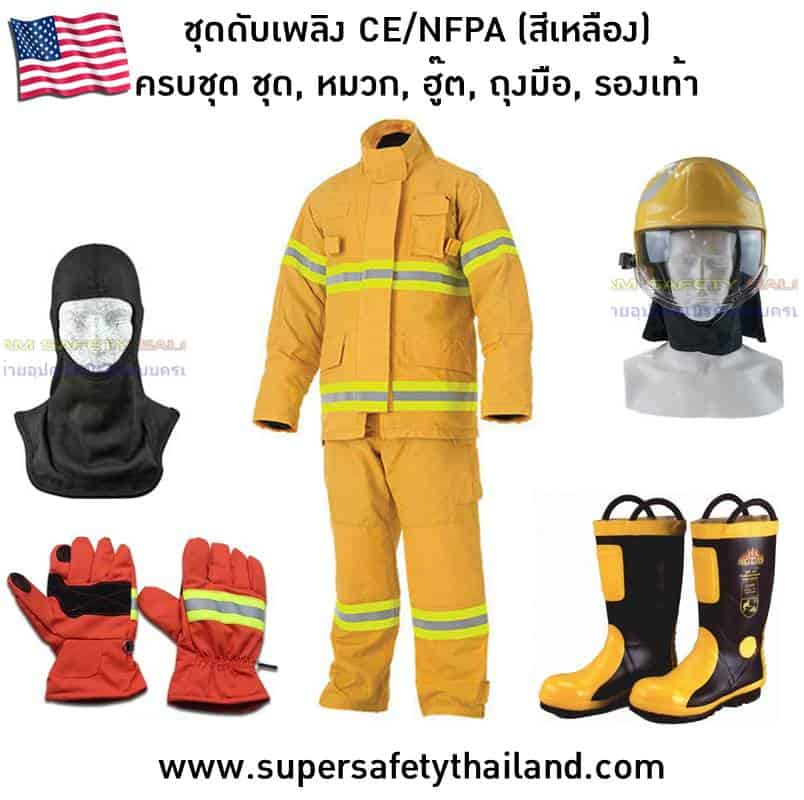 ชุดดับเพลิง CE/NFPA (สีเหลือง)
ครบชุด ชุด, หมวก, ฮู๊ต, ถุงมือ, รองเท้า
www.supersafetythailand.com